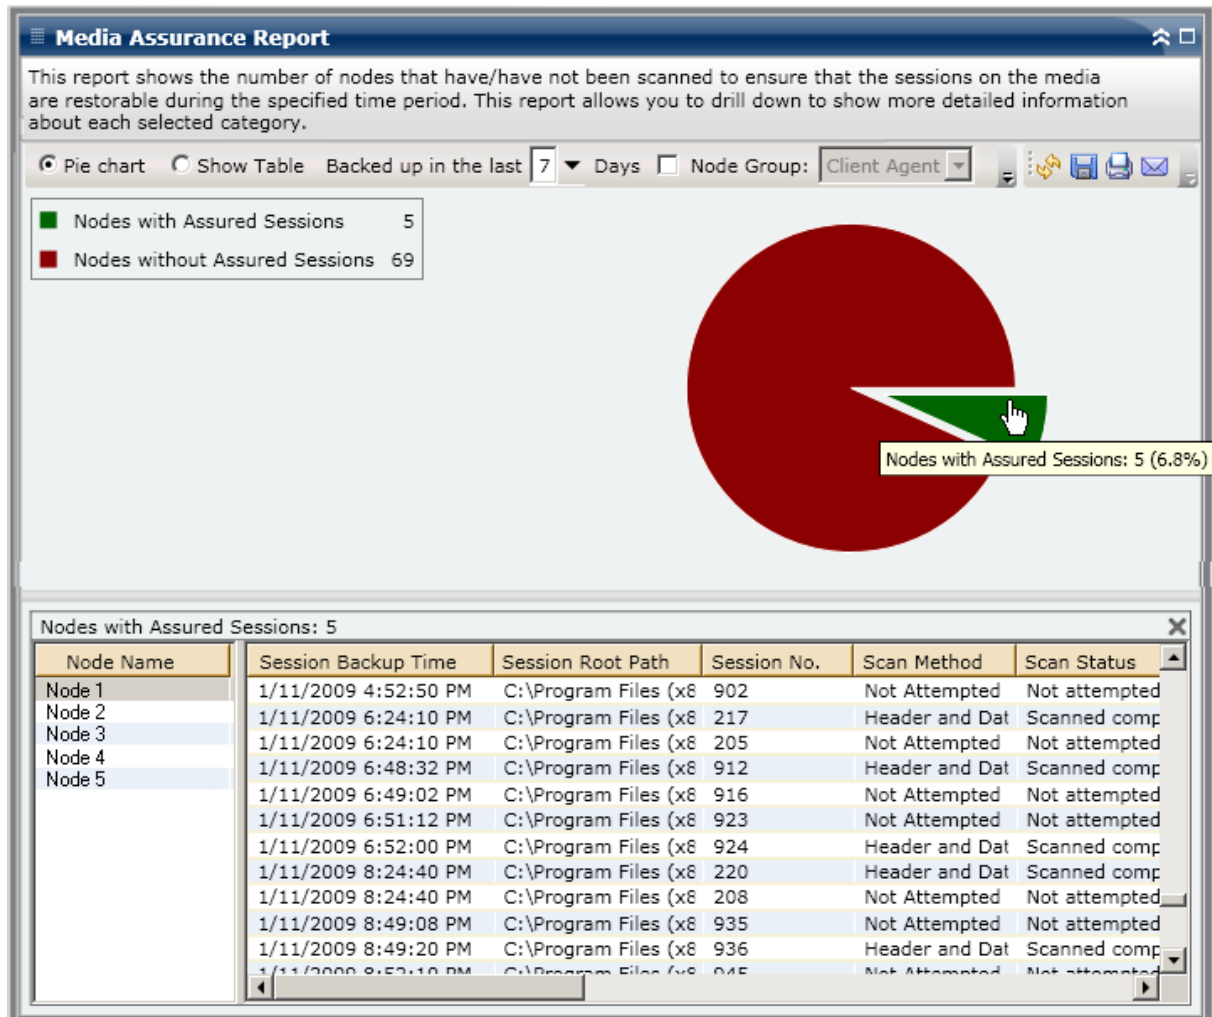 Media Assurance Report
This report shows the number of nodes that have/have not been scanned to ensure that the sessions on the media
are restorable during the specified time period. This report allows you to drill down to show more detailed information
about each selected category.
Pie chart Show Table Backed up in the last 7 Days Node Group: Client Agent
Nodes with Assured Sessions 5
Nodes without Assured Sessions 69
Nodes with Assured Sessions: 5 (6.8%)
Nodes with Assured Sessions: 5
Node Name Session Backup Time Session Root Path Session No. Scan Method Scan Status
Node 1 1/11/2009 4:52:50 PM C:\Program Files (x8 902 Not Attempted Not attempted
Node 2 1/11/2009 6:24:10 PM C:\Program Files (x8 217 Header and Dat Scanned comp
Node 3 1/11/2009 6:24:10 PM C:\Program Files (x8 205 Not Attempted Not attempted
Node 4 1/11/2009 6:48:32 PM C:\Program Files (x8 912 Header and Dat Scanned comp
Node 5 1/11/2009 6:49:02 PM C:\Program Files (x8 916 Not Attempted Not attempted
1/11/2009 6:51:12 PM C:\Program Files (x8 923 Not Attempted Not attempted
1/11/2009 6:52:00 PM C:\Program Files (x8 924 Header and Dat Scanned comp
1/11/2009 8:24:40 PM C:\Program Files (x8 220 Header and Dat Scanned comp
1/11/2009 8:24:40 PM C:\Program Files (x8 208 Not Attempted Not attempted
1/11/2009 8:49:08 PM C:\Program Files (x8 935 Not Attempted Not attempted
1/11/2009 8:49:20 PM C:\Program Files (x8 936 Header and Dat Scanned comp
1/11/2009 PM C:\Program Files (x8 Not Attempted Not attempted